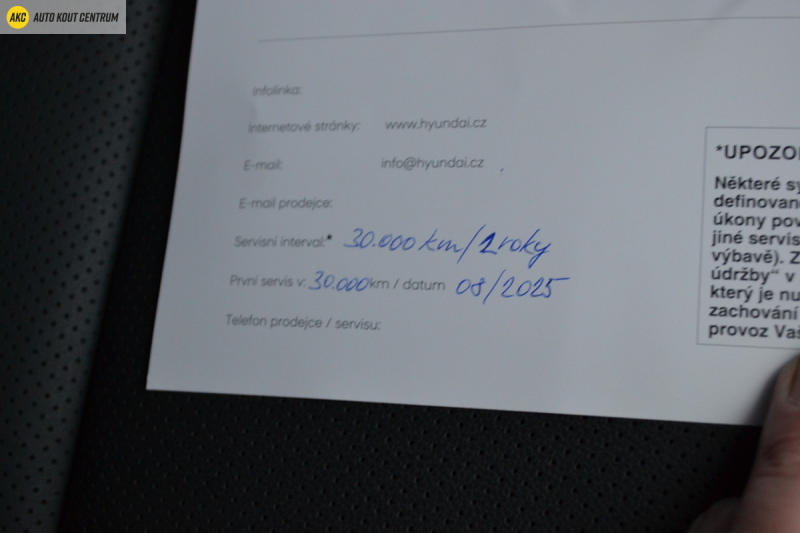 AKC AUTO KOUT CENTRUM
Infolinka:
Internetové stránky: www.hyundai.cz
E-mail: info@hyundai.cz
E-mail prodejce:
Servisní interval:* 30.000 km/2 roky
První servis v: 30.000 km / datum 08/2025
Telefon prodejce / servisu:
*UPOZO
Některé sy
definovan
úkony pov
jiné servis
výbavě). Z
údržby“ v
který je nu
zachování
provoz Vaš